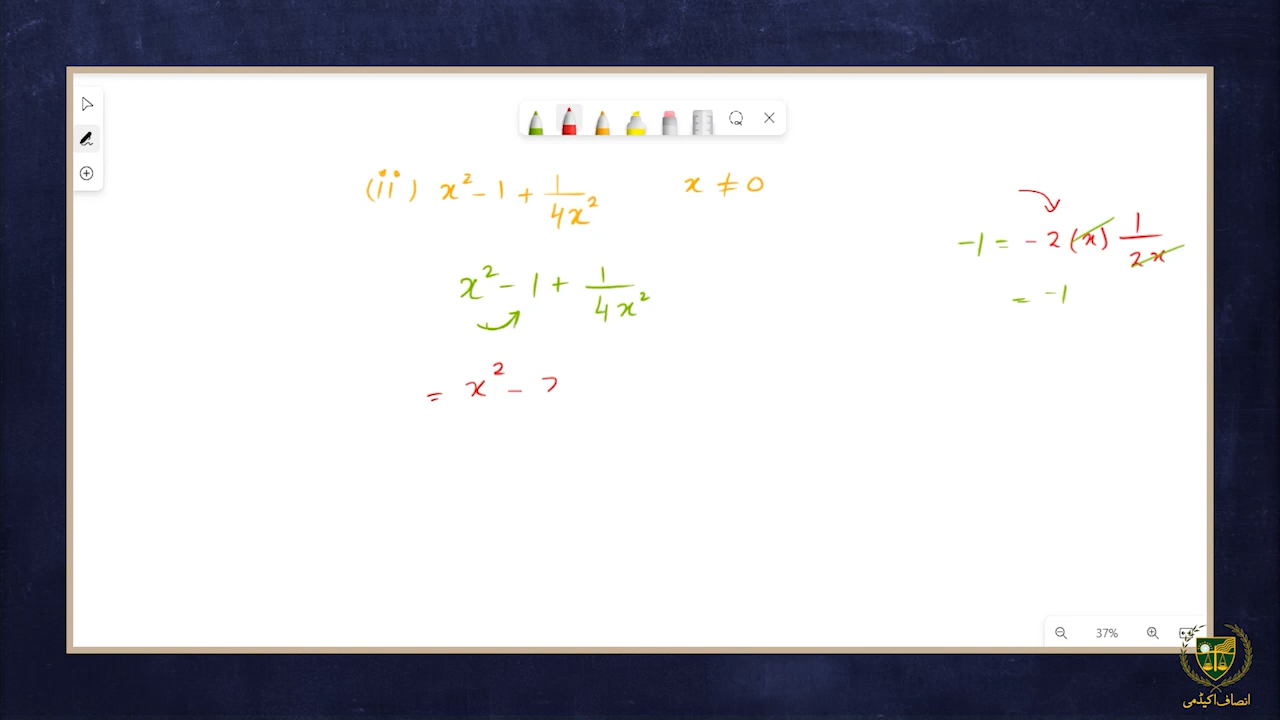 (ii) x² - 1 + 1/4x² x ≠ 0
x² - 1 + 1/4x²
= x² - 2
-1 = - 2 (x) 1/2x
= -1
37%
انصاف اکیڈمی